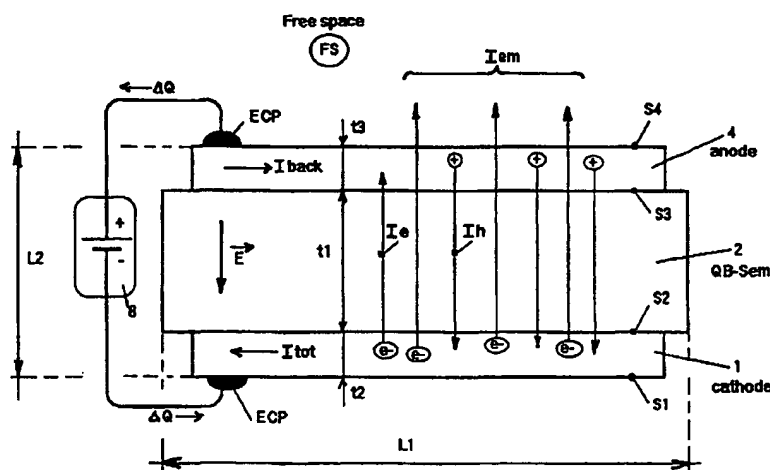 Free space
FS
Iem
ΔQ
ECP
t3
S4
4
anode
Iback
S3
+
-
8
L2
E
t1
Ie
Ih
2
QB-Sem
S2
Itot
e-
e-
e-
e-
+
+
+
1
cathode
t2
S1
ΔQ
ECP
L1